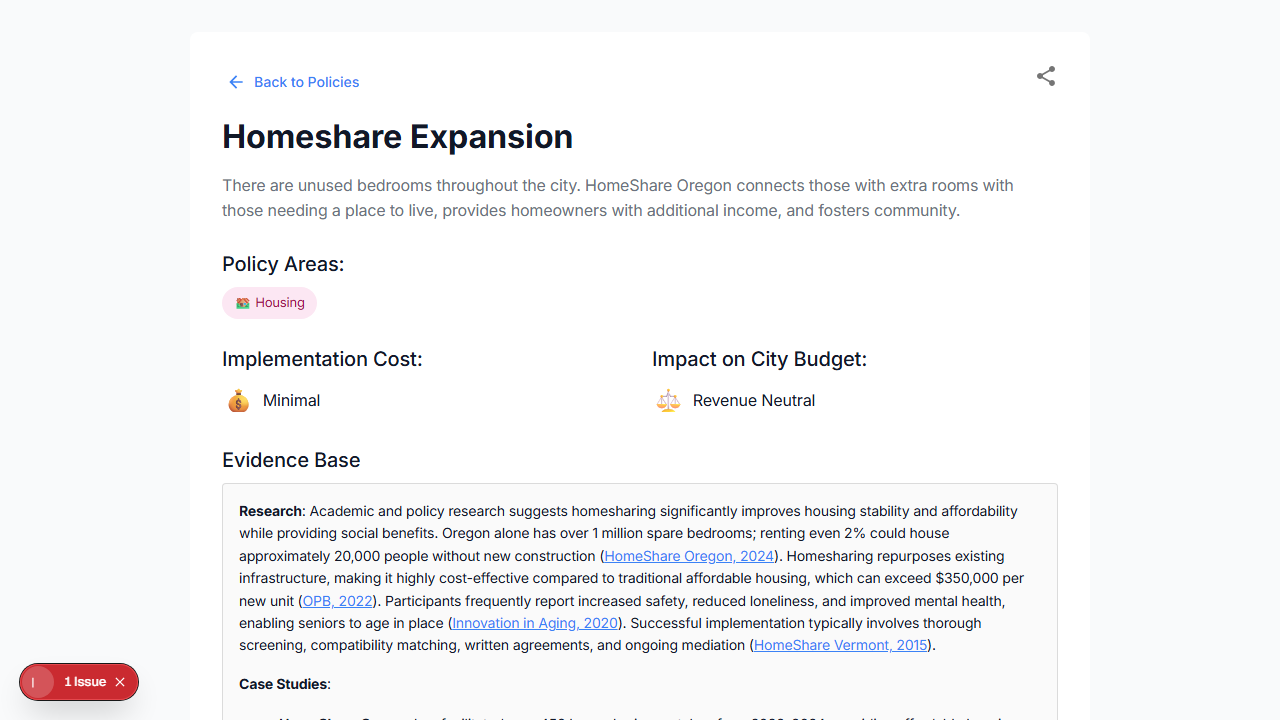 Back to Policies
Homeshare Expansion
There are unused bedrooms throughout the city. HomeShare Oregon connects those with extra rooms with
those needing a place to live, provides homeowners with additional income, and fosters community.
Policy Areas:
Housing
Implementation Cost:
Impact on City Budget:
Minimal
Revenue Neutral
Evidence Base
Research: Academic and policy research suggests homesharing significantly improves housing stability and affordability
while providing social benefits. Oregon alone has over 1 million spare bedrooms; renting even 2% could house
approximately 20,000 people without new construction (HomeShare Oregon, 2024). Homesharing repurposes existing
infrastructure, making it highly cost-effective compared to traditional affordable housing, which can exceed $350,000 per
new unit (OPB, 2022). Participants frequently report increased safety, reduced loneliness, and improved mental health,
enabling seniors to age in place (Innovation in Aging, 2020). Successful implementation typically involves thorough
screening, compatibility matching, written agreements, and ongoing mediation (HomeShare Vermont, 2015).
Case Studies:
1 Issue